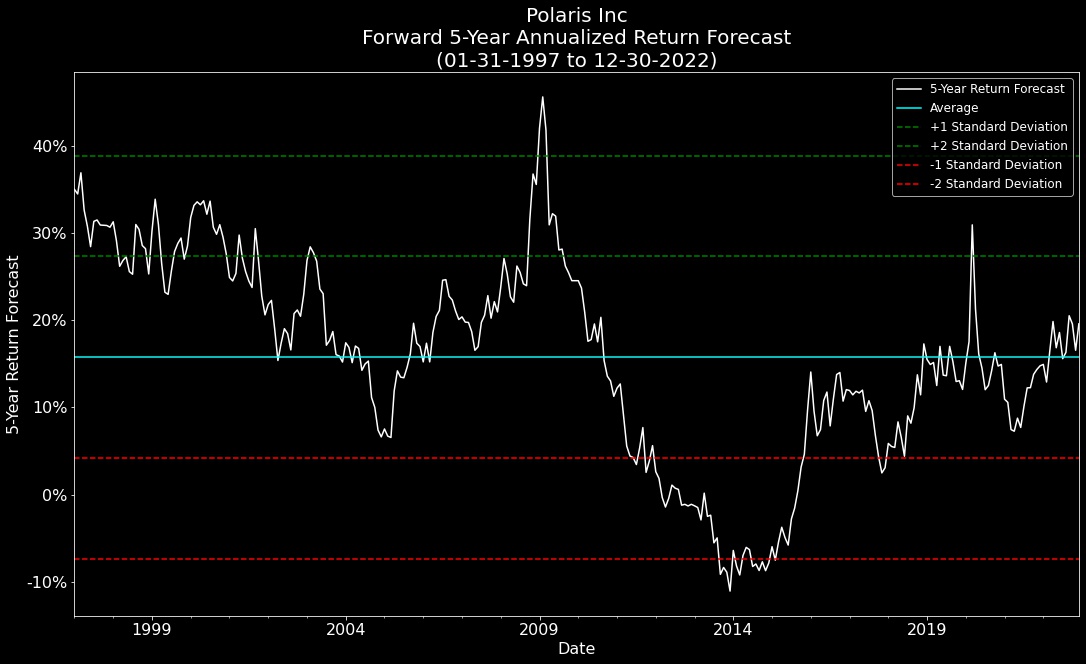 Polaris Inc
Forward 5-Year Annualized Return Forecast
(01-31-1997 to 12-30-2022)
5-Year Return Forecast
Average
+1 Standard Deviation
+2 Standard Deviation
-1 Standard Deviation
-2 Standard Deviation
5-Year Return Forecast
40%
30%
20%
10%
0%
-10%
1999
2004
2009
2014
2019
Date